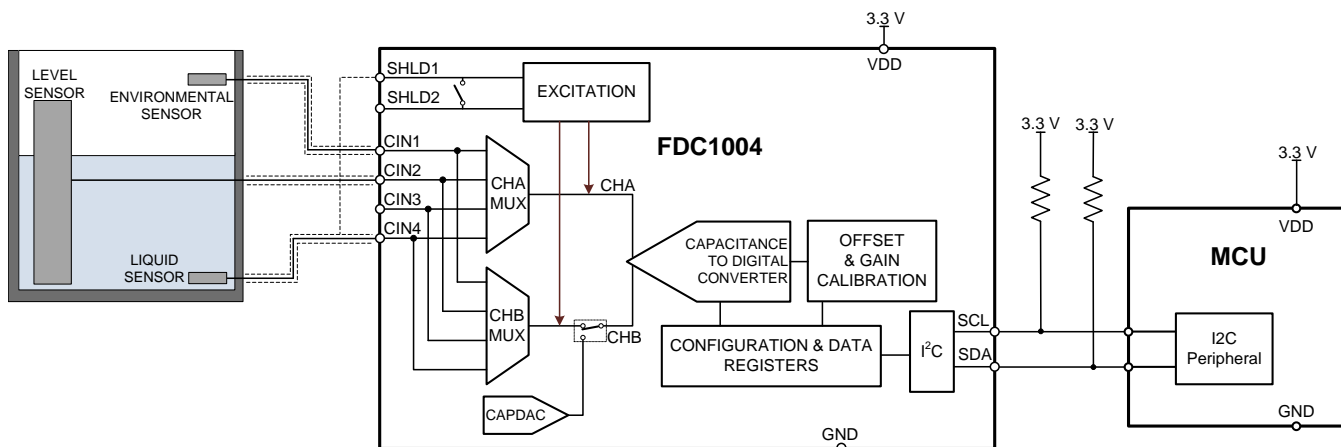 LEVEL
SENSOR
ENVIRONMENTAL
SENSOR
LIQUID
SENSOR
SHLD1
SHLD2
CIN1
CIN2
CIN3
CIN4
EXCITATION
FDC1004
3.3 V
VDD
CHA
MUX
CHA
CHB
MUX
CHB
CAPDAC
CAPACITANCE
TO DIGITAL
CONVERTER
OFFSET
& GAIN
CALIBRATION
CONFIGURATION & DATA
REGISTERS
I²C
SCL
SDA
GND
3.3 V
3.3 V
3.3 V
VDD
MCU
I2C
Peripheral
GND